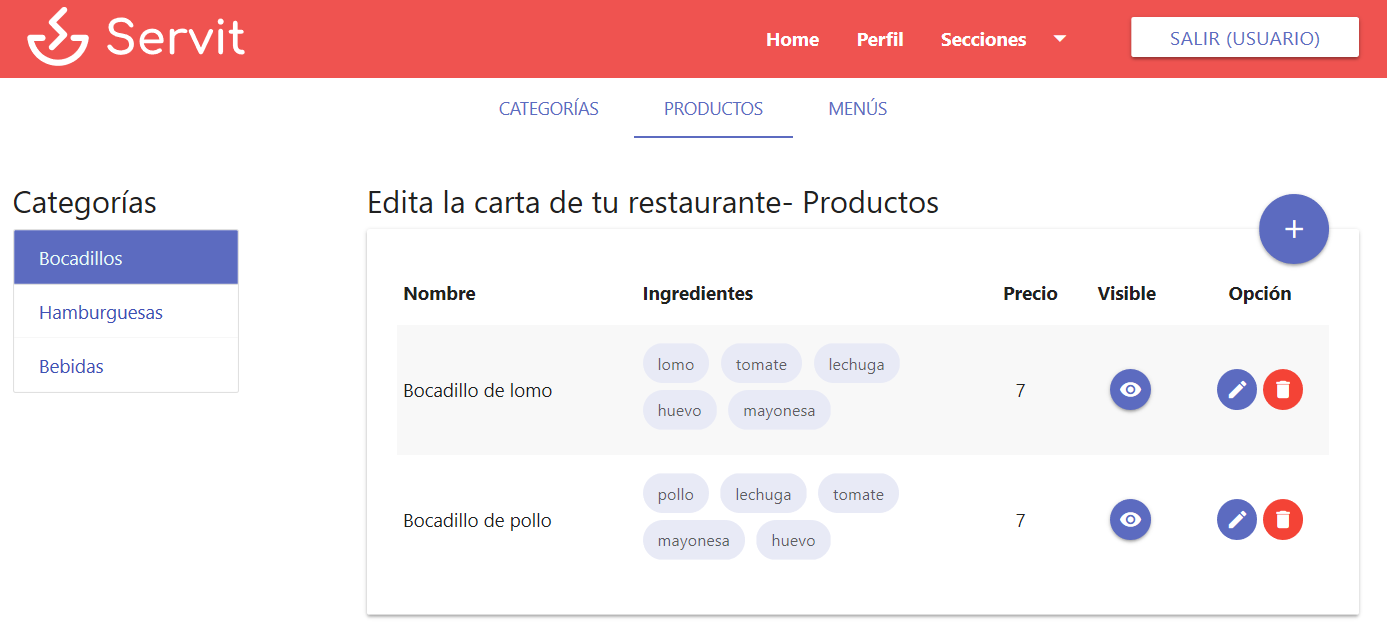 Servit
Home Perfil Secciones SALIR (USUARIO)
CATEGORÍAS PRODUCTOS MENÚS
Categorías
Bocadillos
Hamburguesas
Bebidas
Edita la carta de tu restaurante- Productos
+
Nombre Ingredientes Precio Visible Opción
Bocadillo de lomo
lomo tomate lechuga
huevo mayonesa
7
Bocadillo de pollo
pollo lechuga tomate
mayonesa huevo
7